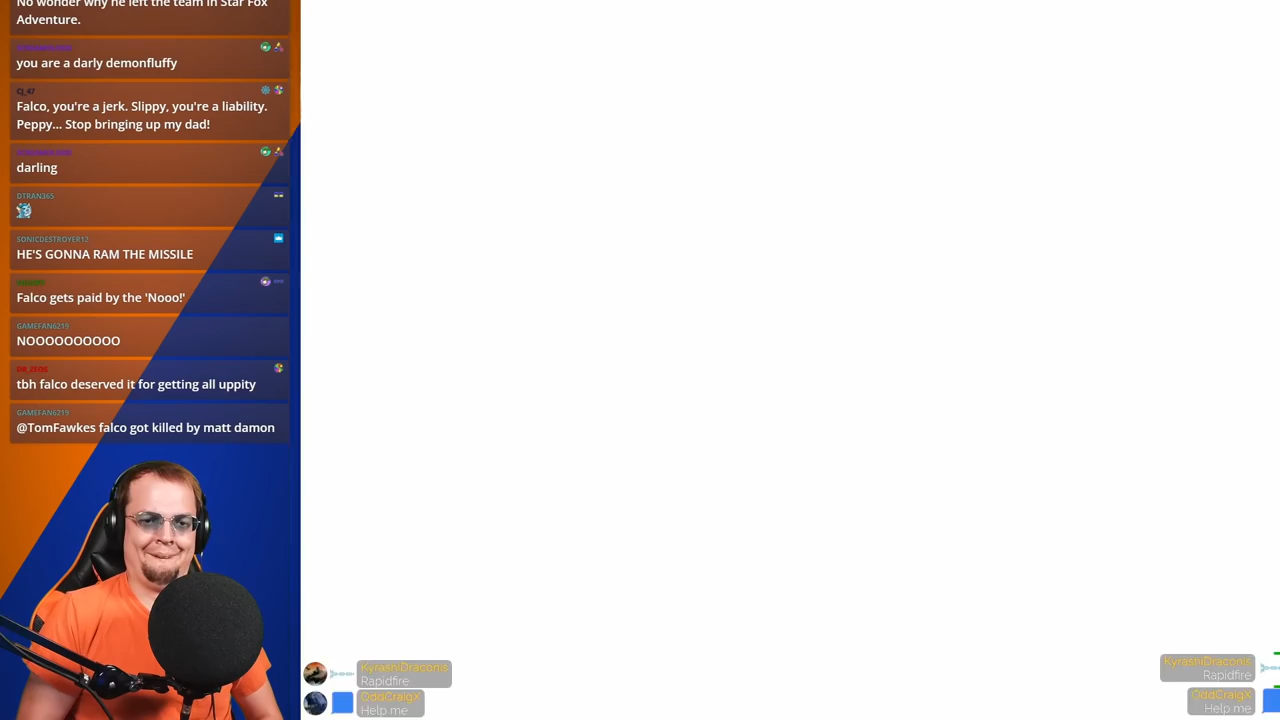 No wonder why he left the team in Star Fox
Adventure.
you are a darly demonfluffy
CJ_47
Falco, you're a jerk. Slippy, you're a liability.
Peppy... Stop bringing up my dad!
darling
DTRAN365
SONICDESTROYER12
HE'S GONNA RAM THE MISSILE
Falco gets paid by the 'Nooo!'
GAMEFAN6219
NOOOOOOOOOO
DR_ZEDE
tbh falco deserved it for getting all uppity
GAMEFAN6219
@TomFawkes falco got killed by matt damon
KyrashiDraconis
Rapidfire
OddCraigX
Help me
KyrashiDraconis
Rapidfire
OddCraigX
Help me